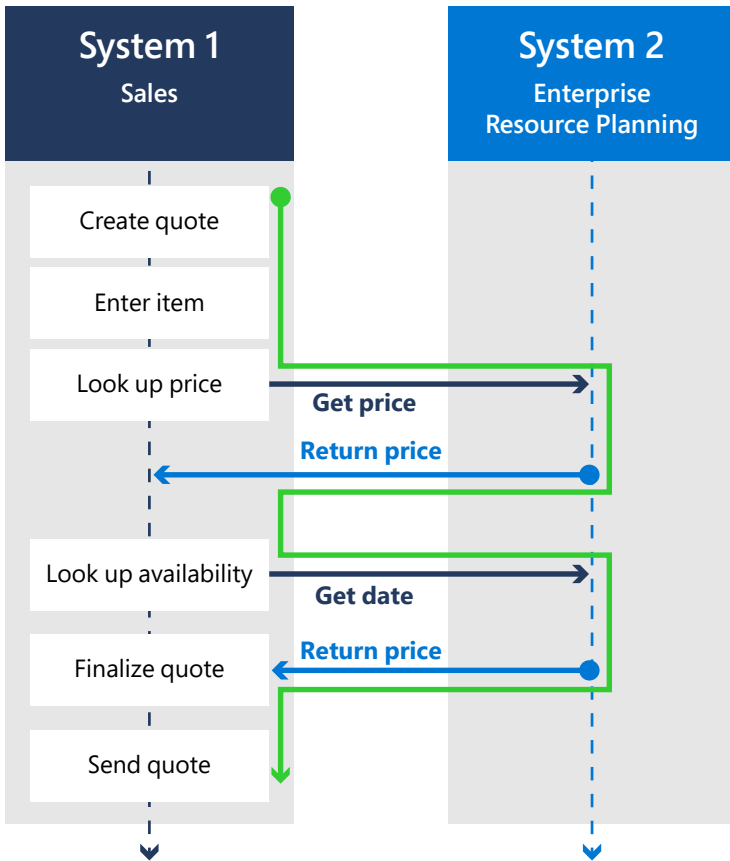 System 1
Sales
System 2
Enterprise
Resource Planning
Create quote
Enter item
Look up price
Get price
Return price
Look up availability
Get date
Return price
Finalize quote
Send quote